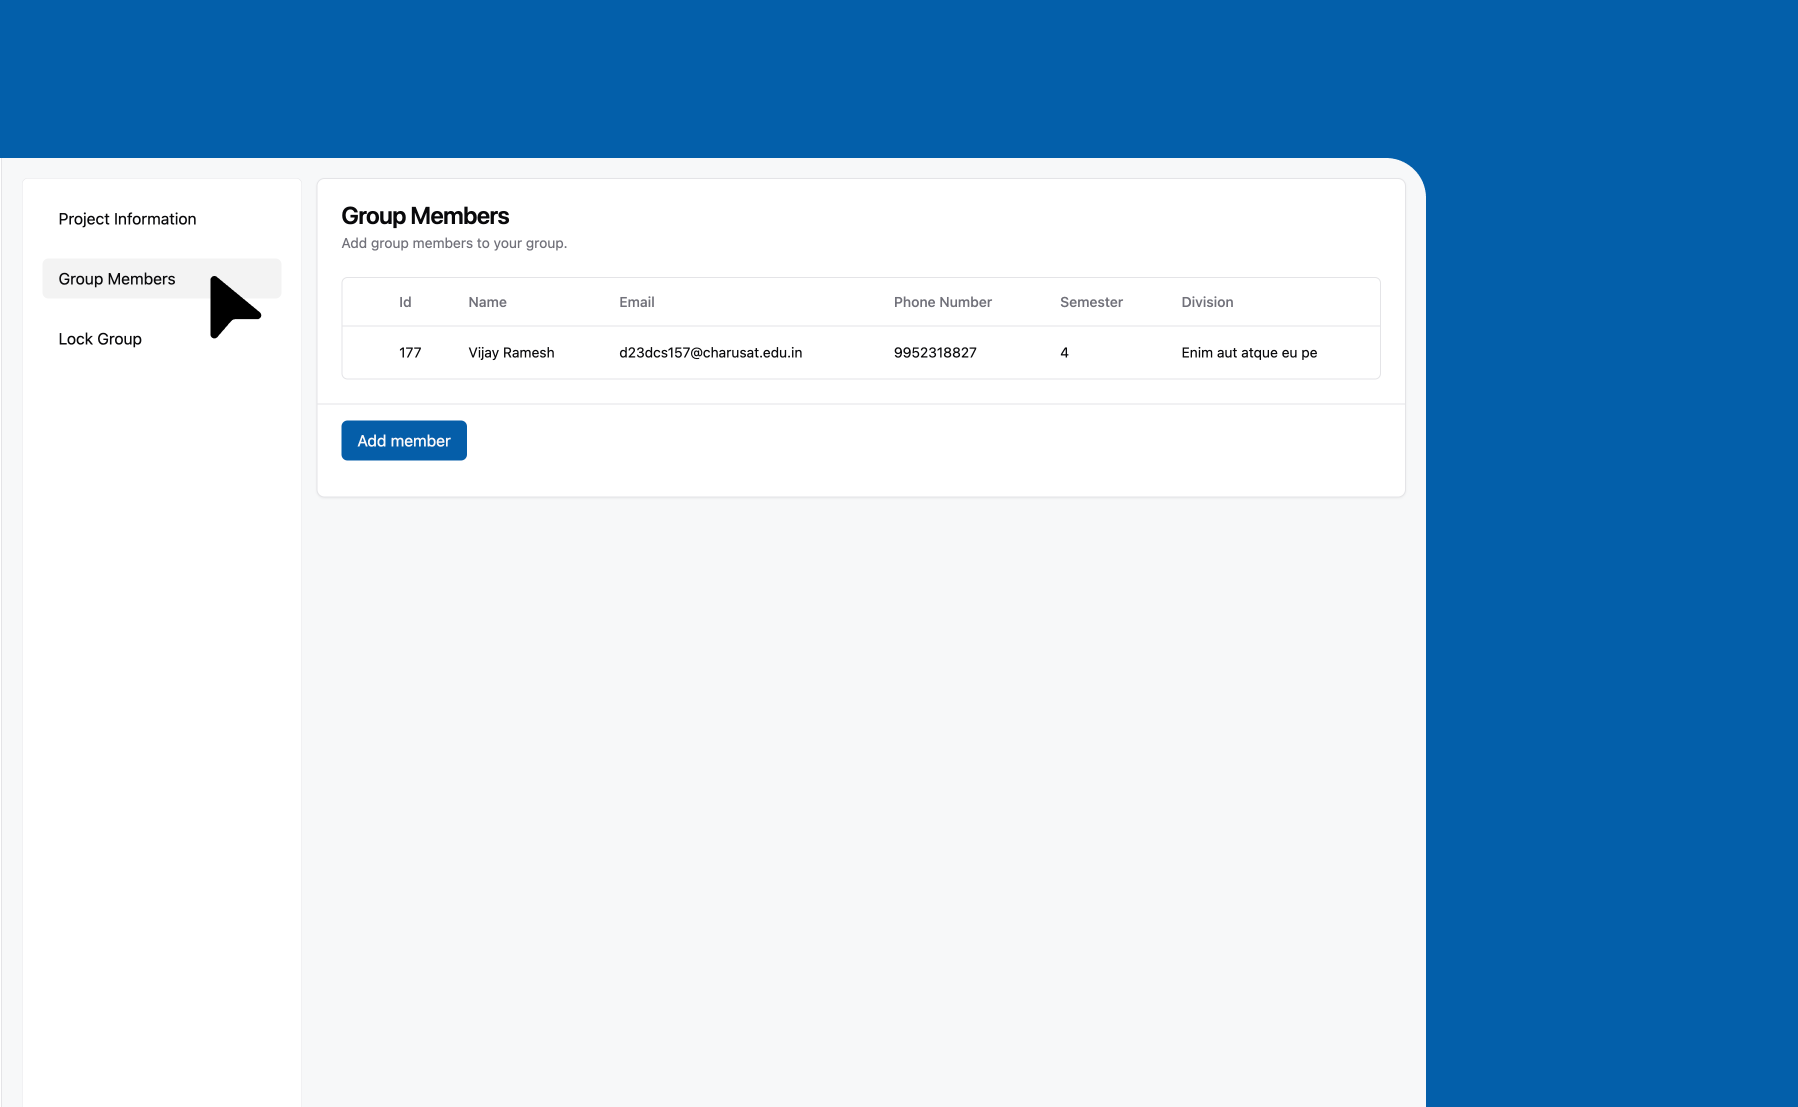 Project Information
Group Members
Lock Group
Group Members
Add group members to your group.
Id Name Email Phone Number Semester Division
177 Vijay Ramesh d23dcs157@charusat.edu.in 9952318827 4 Enim aut atque eu pe
Add member